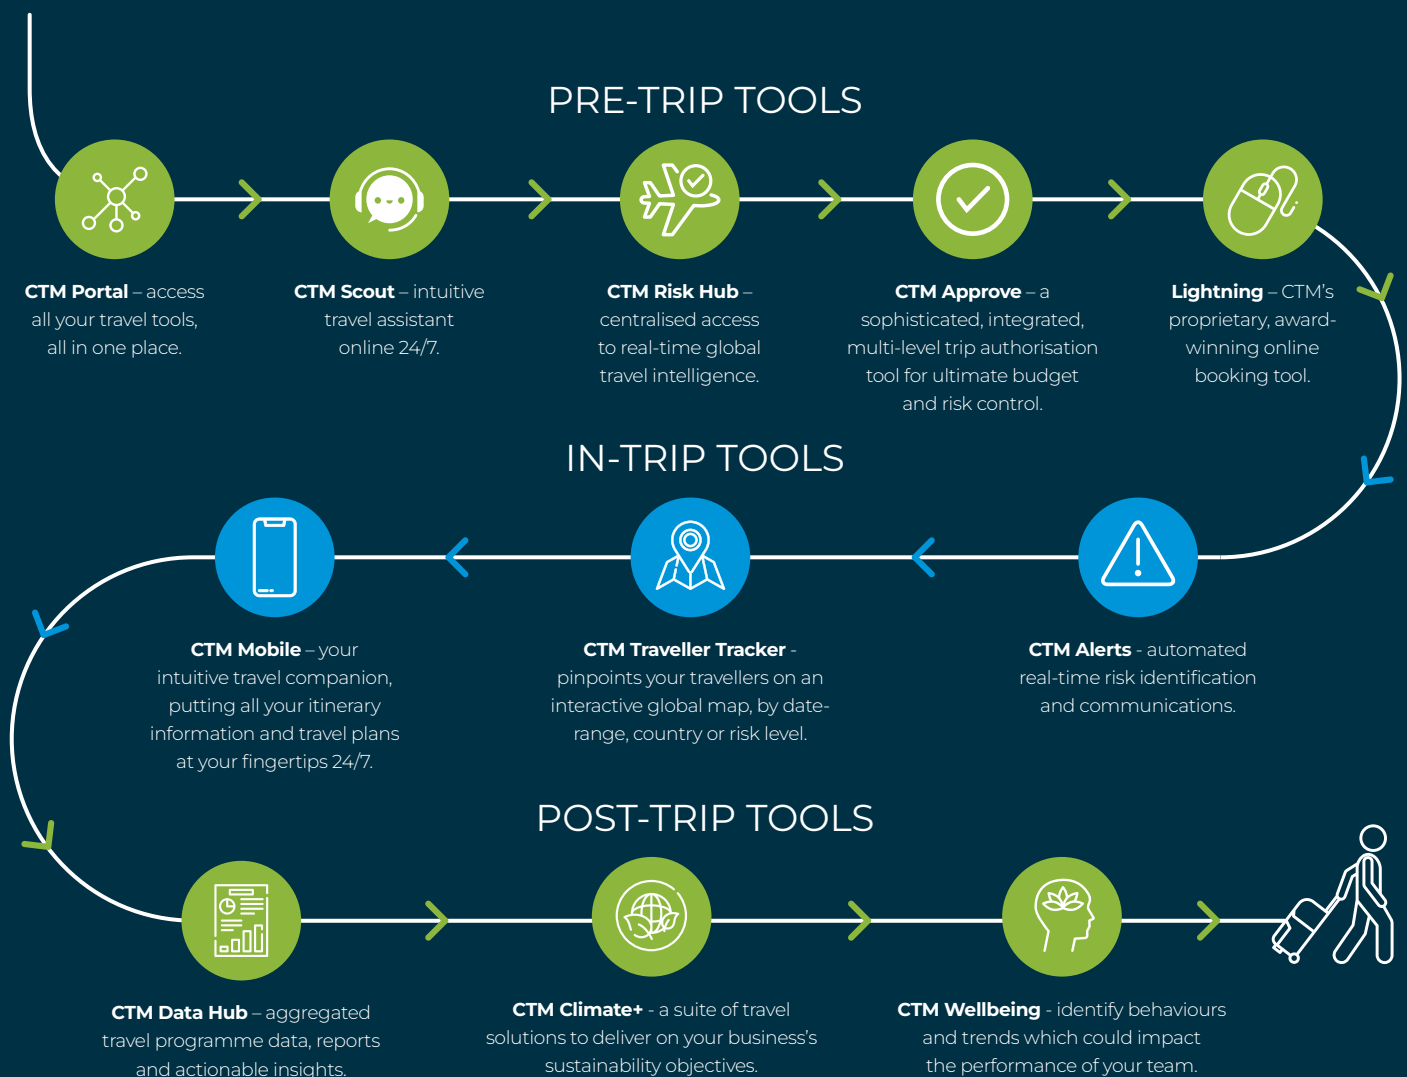 PRE-TRIP TOOLS
CTM Portal – access
all your travel tools,
all in one place.
CTM Scout – intuitive
travel assistant
online 24/7.
CTM Risk Hub –
centralised access
to real-time global
travel intelligence.
CTM Approve – a
sophisticated, integrated,
multi-level trip authorisation
tool for ultimate budget
and risk control.
Lightning – CTM's
proprietary, award-
winning online
booking tool.
IN-TRIP TOOLS
CTM Mobile – your
intuitive travel companion,
putting all your itinerary
information and travel plans
at your fingertips 24/7.
CTM Traveller Tracker -
pinpoints your travellers on an
interactive global map, by date-
range, country or risk level.
CTM Alerts - automated
real-time risk identification
and communications.
POST-TRIP TOOLS
CTM Data Hub – aggregated
travel programme data, reports
and actionable insights.
CTM Climate+ - a suite of travel
solutions to deliver on your business's
sustainability objectives.
CTM Wellbeing - identify behaviours
and trends which could impact
the performance of your team.